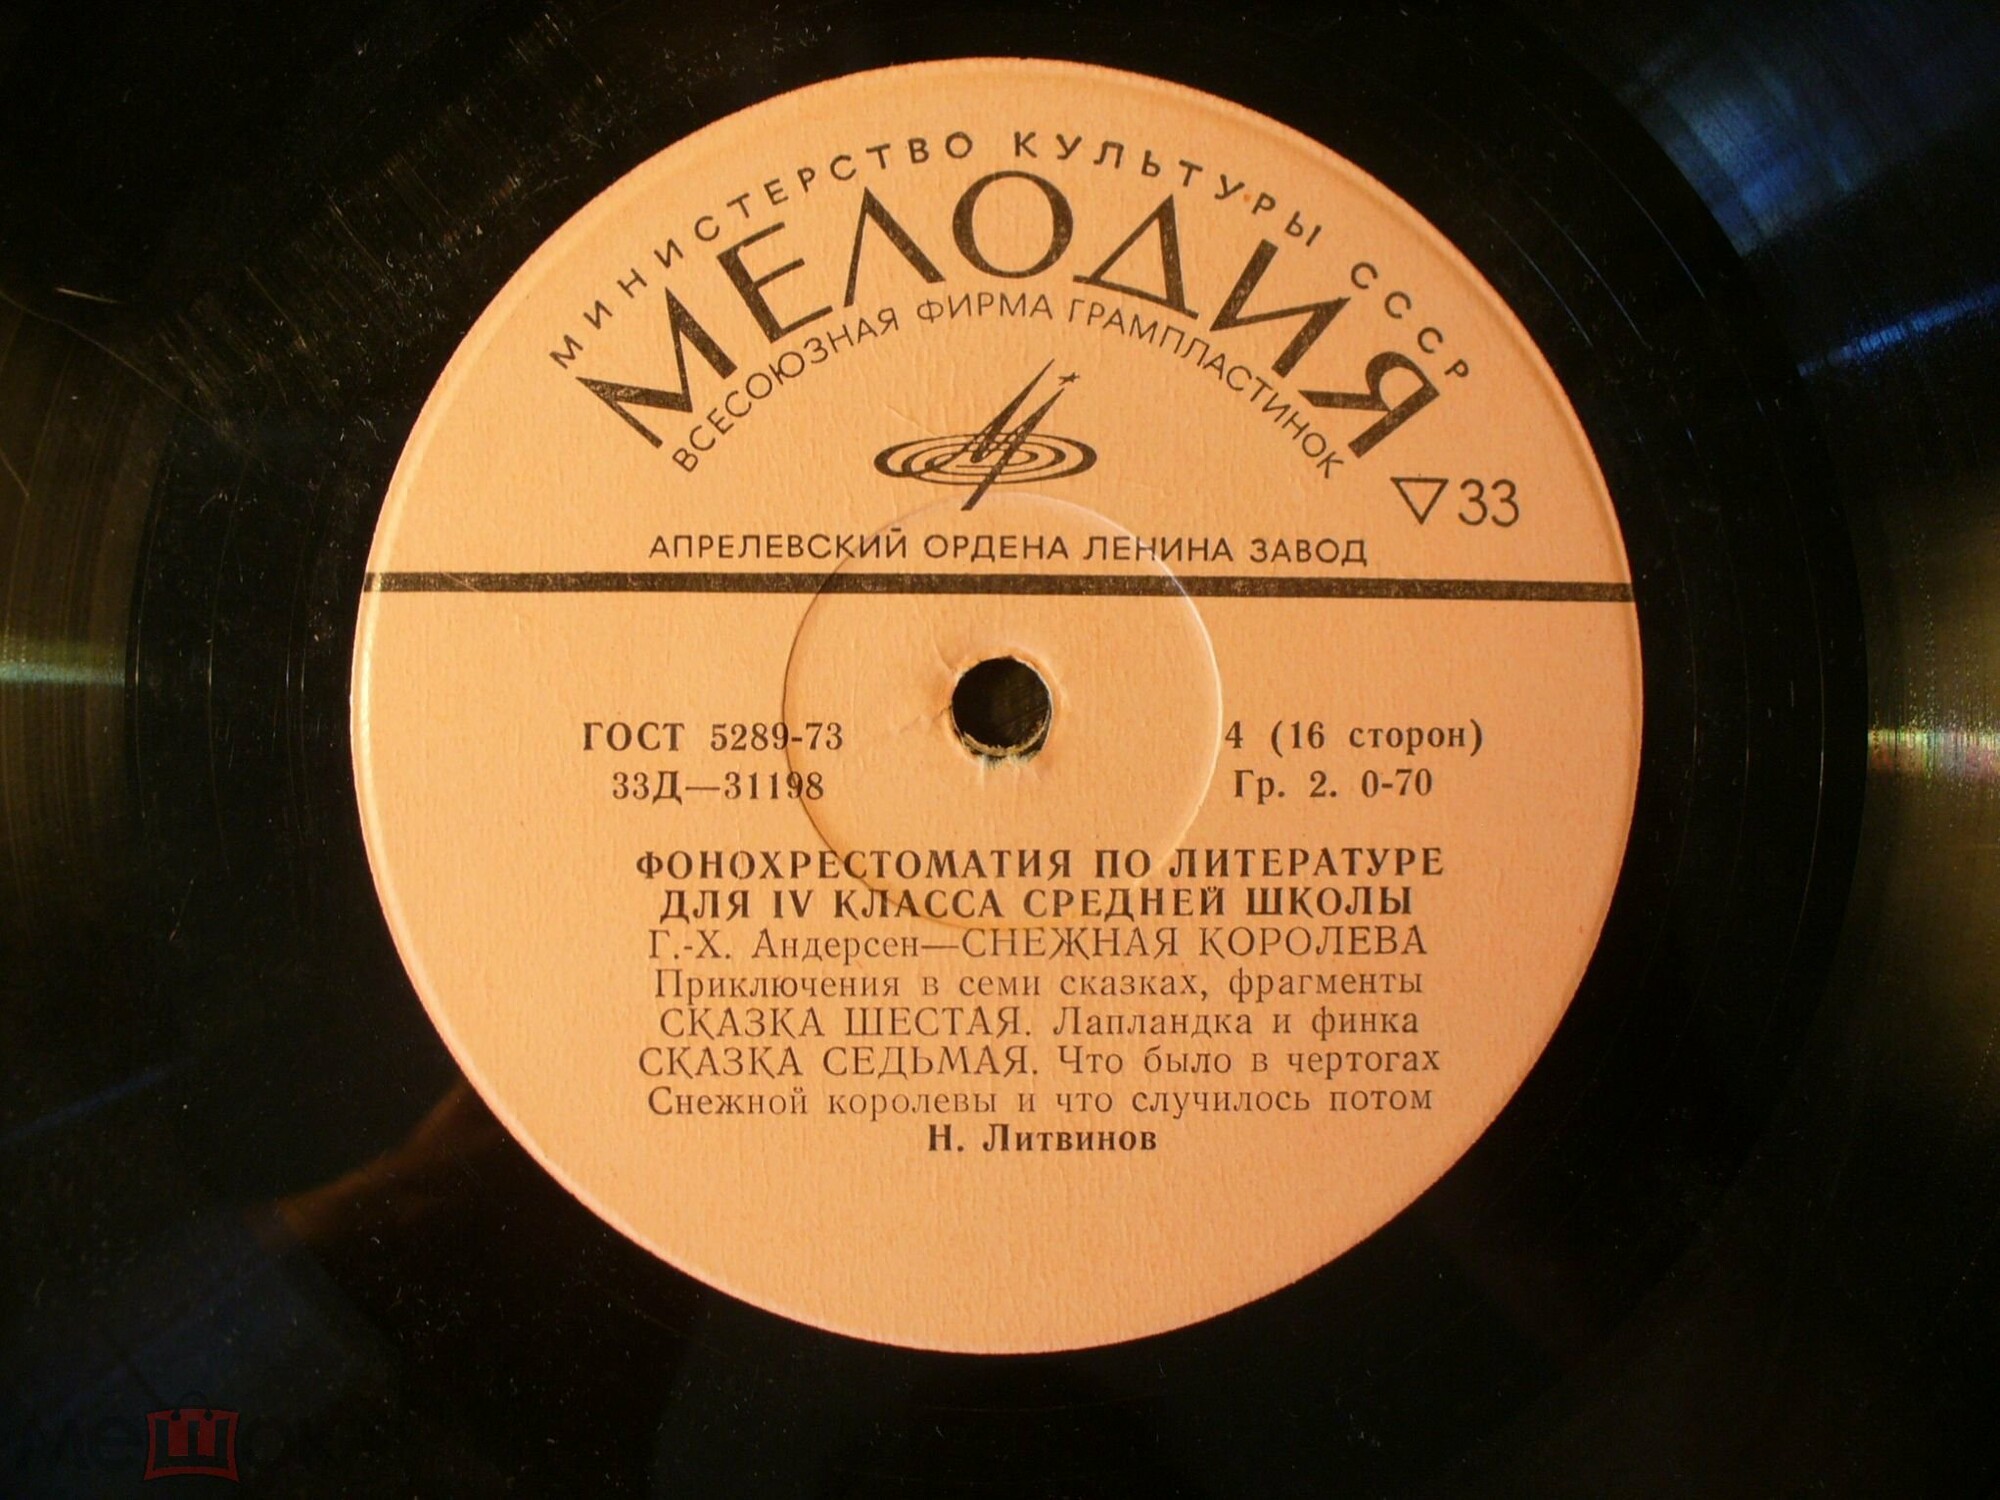 МИНИСТЕРСТВО КУЛЬТУРЫ СССР
МЕЛОДИЯ
ВСЕСОЮЗНАЯ ФИРМА ГРАМПЛАСТИНОК
▽33
АПРЕЛЕВСКИЙ ОРДЕНА ЛЕНИНА ЗАВОД
ГОСТ 5289-73
33Д—31198
4 (16 сторон)
Гр. 2. 0-70
ФОНОХРЕСТОМАТИЯ ПО ЛИТЕРАТУРЕ
ДЛЯ IV КЛАССА СРЕДНЕЙ ШКОЛЫ
Г.-Х. Андерсен—СНЕЖНАЯ КОРОЛЕВА
Приключения в семи сказках, фрагменты
СКАЗКА ШЕСТАЯ. Лапландка и финка
СКАЗКА СЕДЬМАЯ. Что было в чертогах
Снежной королевы и что случилось потом
Н. Литвинов
мешок